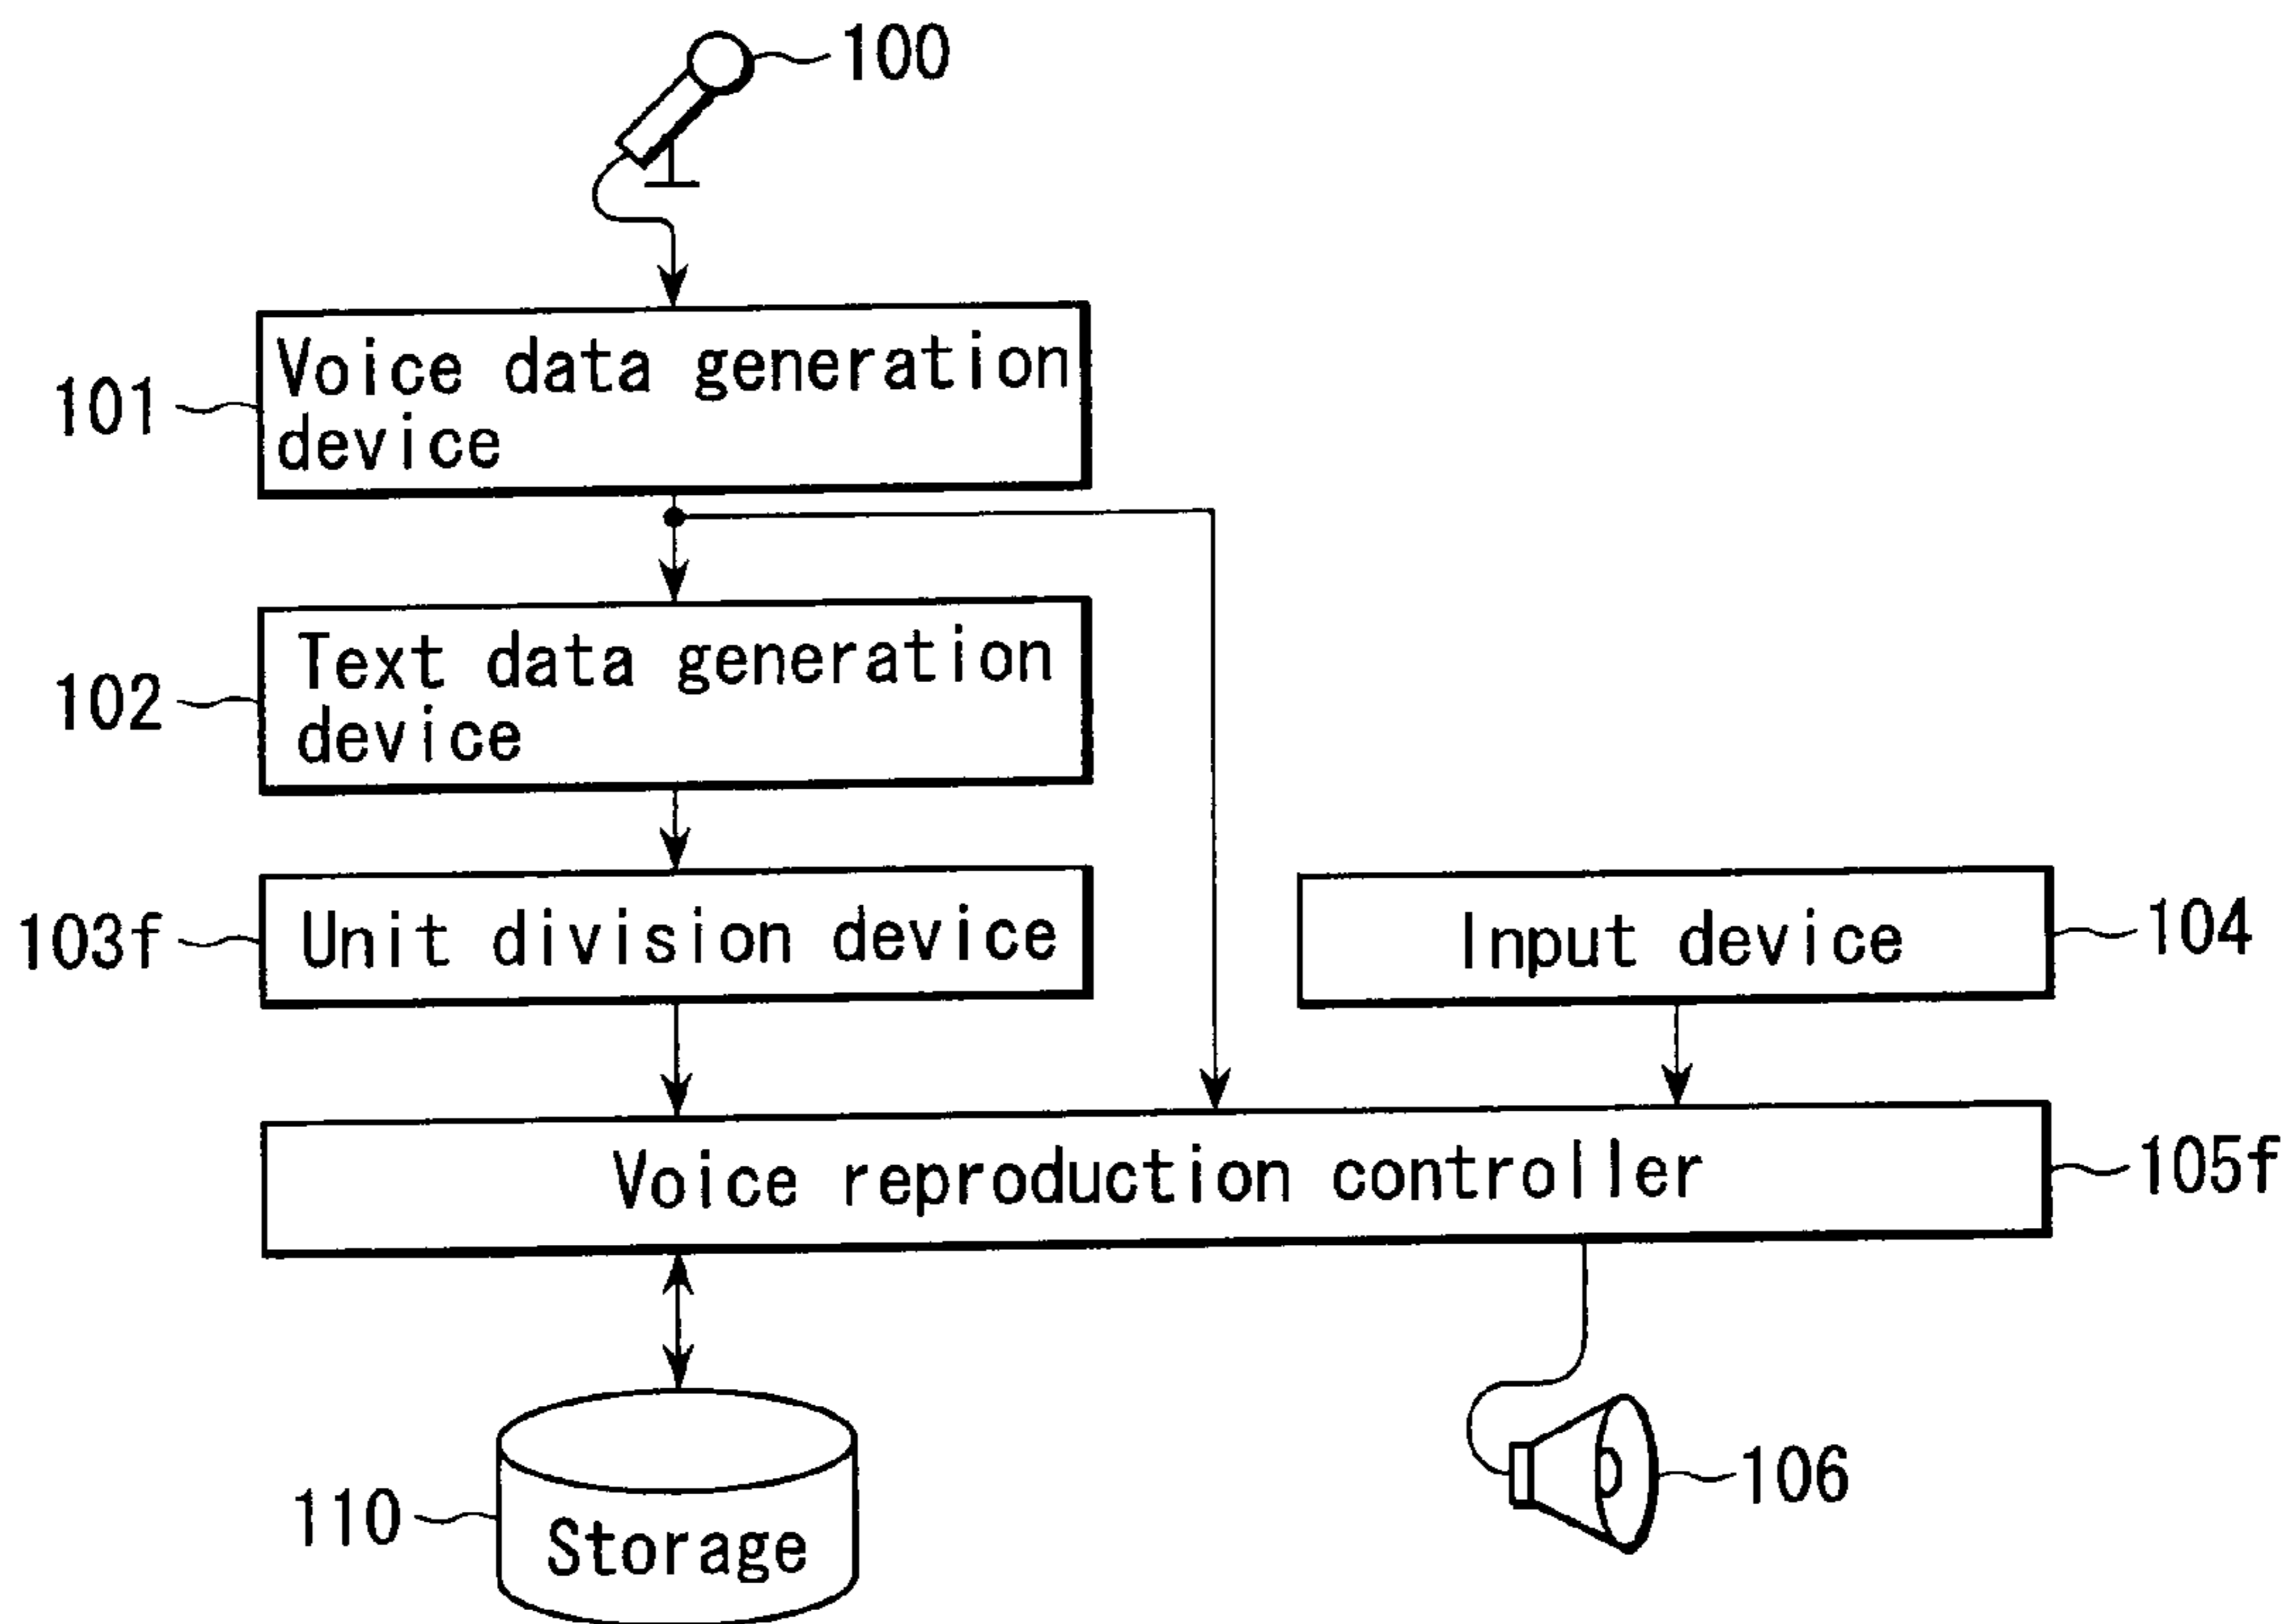 100
101
Voice data generation
device
102
Text data generation
device
103f
Unit division device
Input device
104
Voice reproduction controller
105f
110
Storage
106